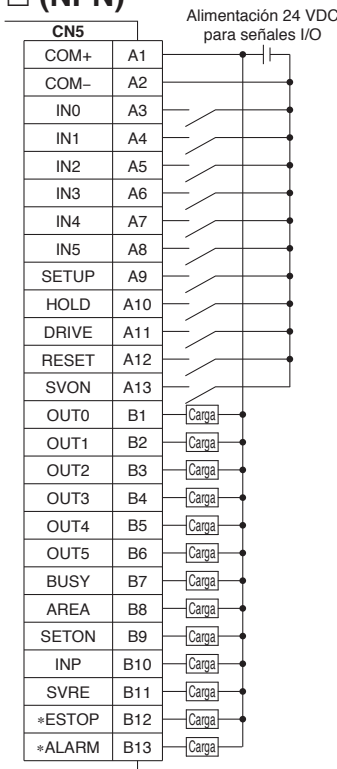 (NPN)
Alimentación 24 VDC
para señales I/O
CN5
COM+ A1
COM– A2
IN0 A3
IN1 A4
IN2 A5
IN3 A6
IN4 A7
IN5 A8
SETUP A9
HOLD A10
DRIVE A11
RESET A12
SVON A13
OUT0 B1 Carga
OUT1 B2 Carga
OUT2 B3 Carga
OUT3 B4 Carga
OUT4 B5 Carga
OUT5 B6 Carga
BUSY B7 Carga
AREA B8 Carga
SETON B9 Carga
INP B10 Carga
SVRE B11 Carga
*ESTOP B12 Carga
*ALARM B13 Carga